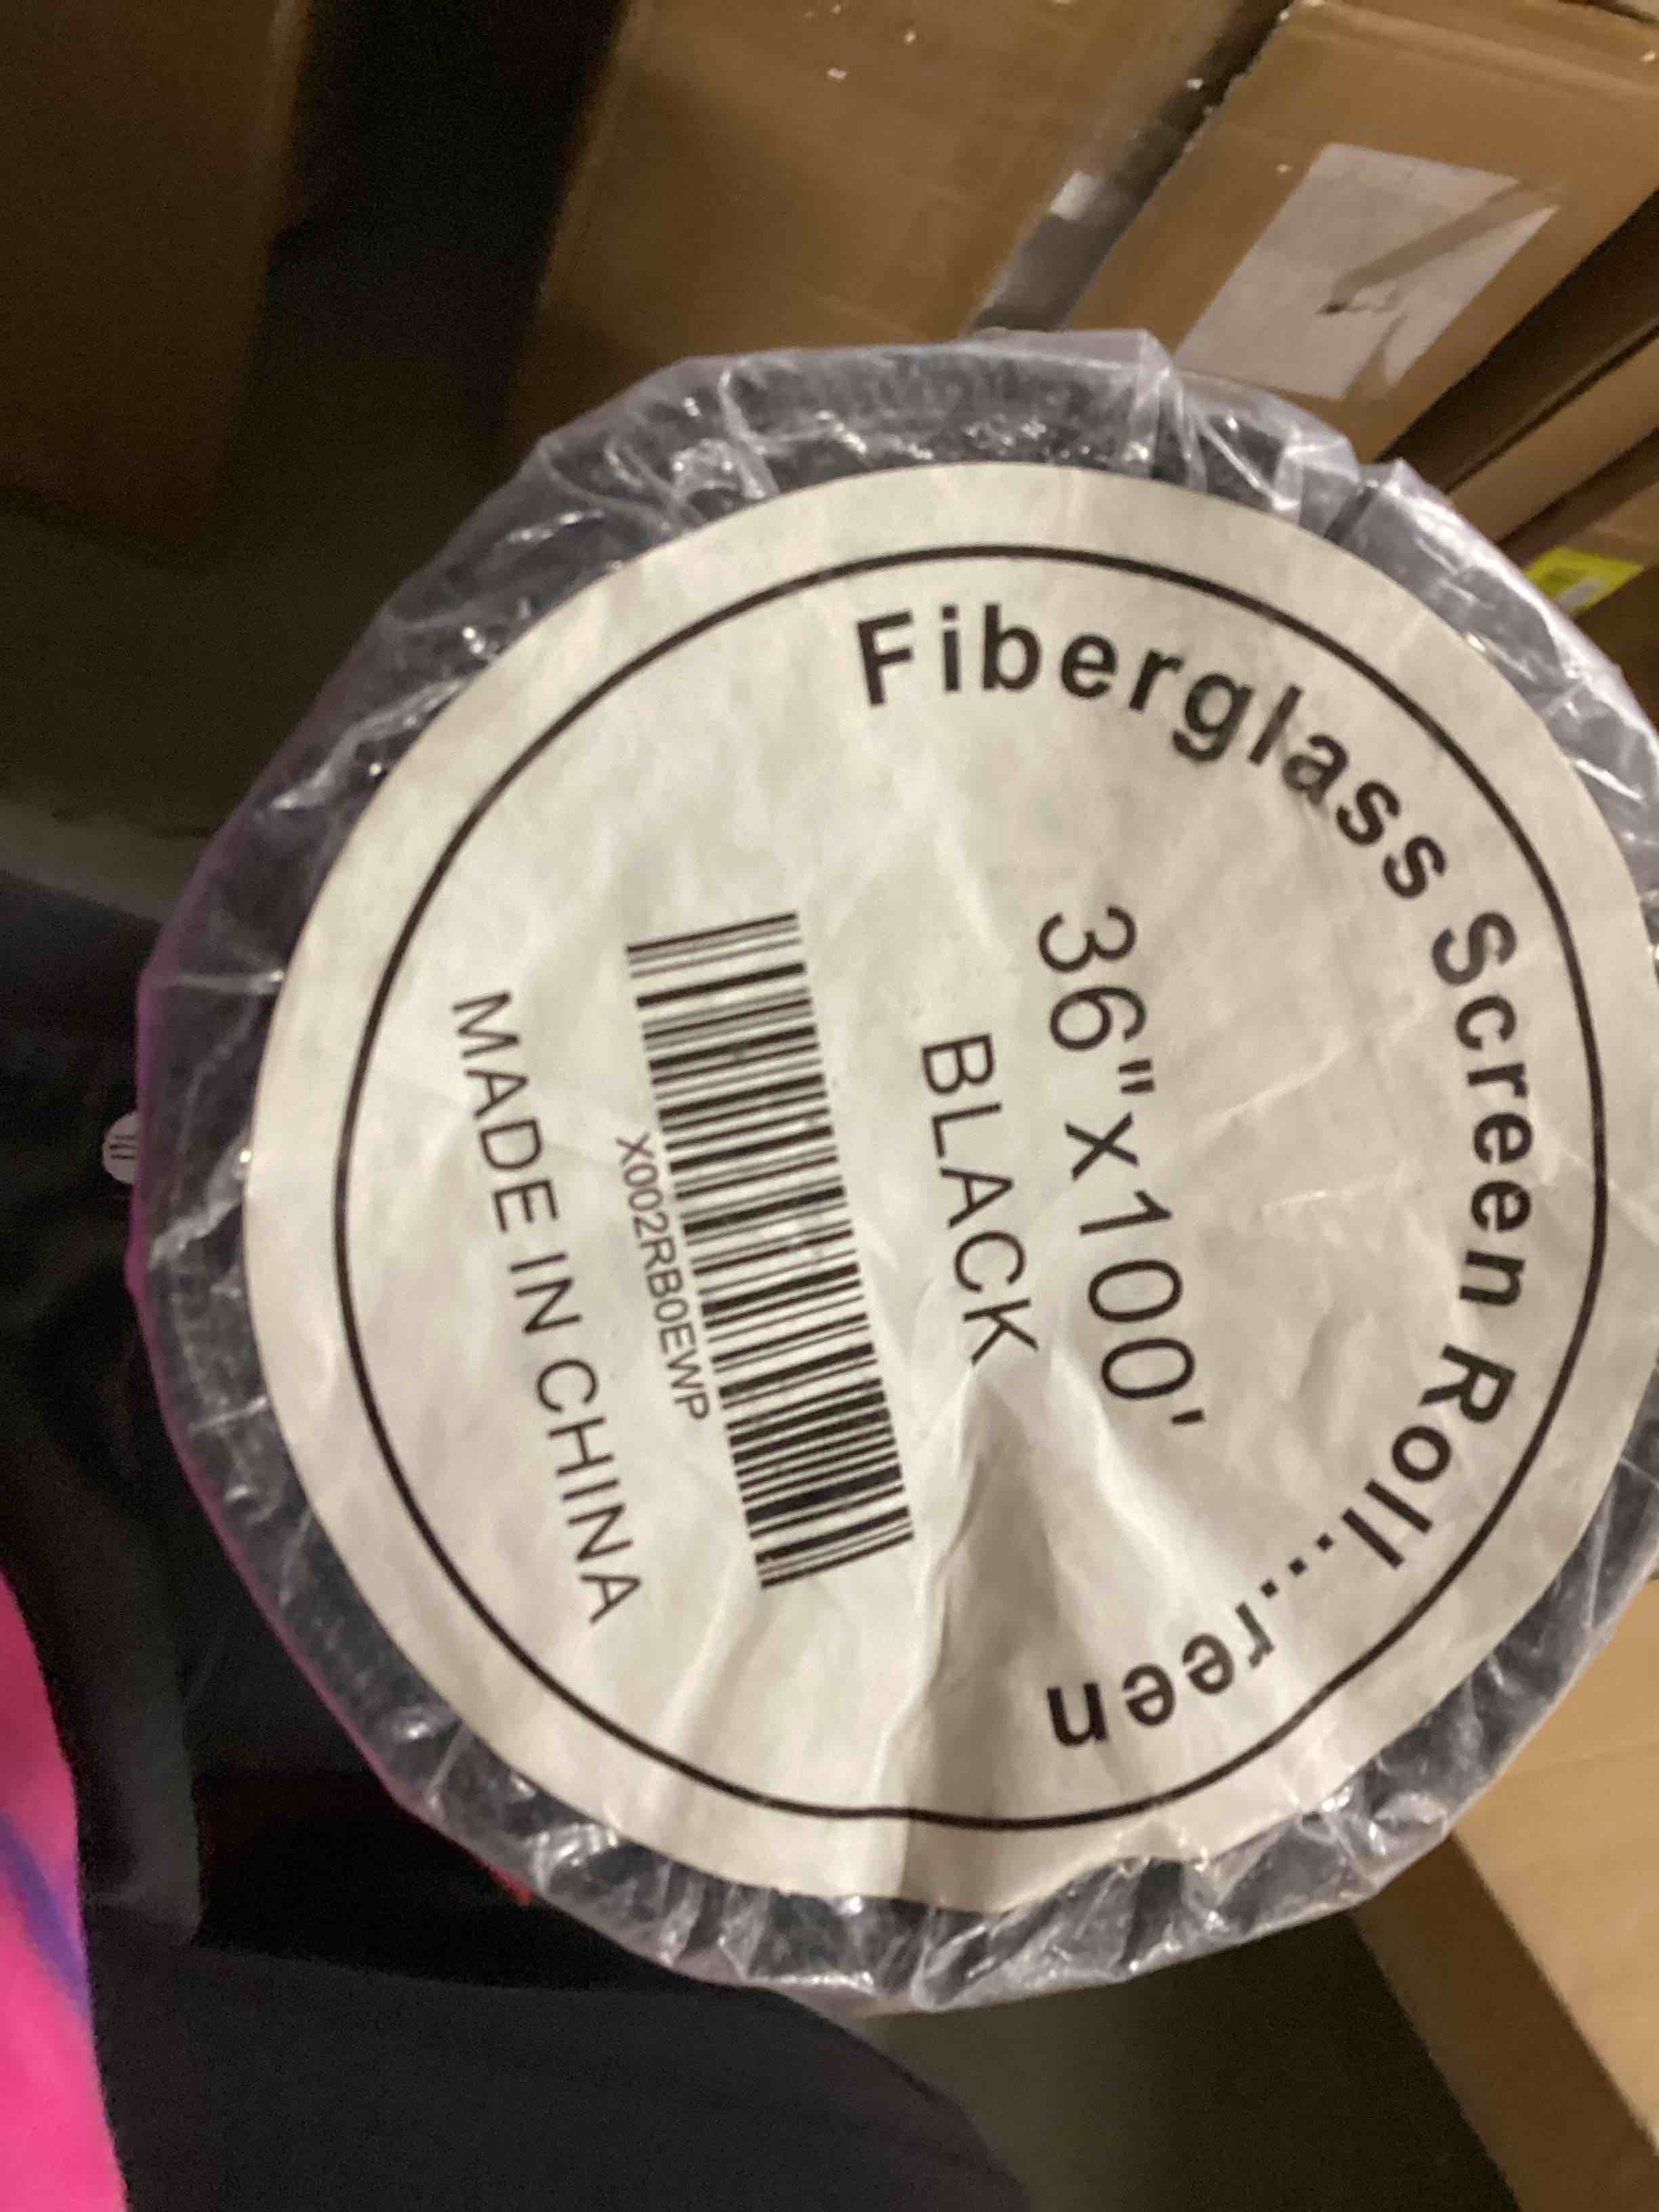 Fiberglass Screen Roll....reen
36"x100'
BLACK
X002RB0EWP
MADE IN CHINA